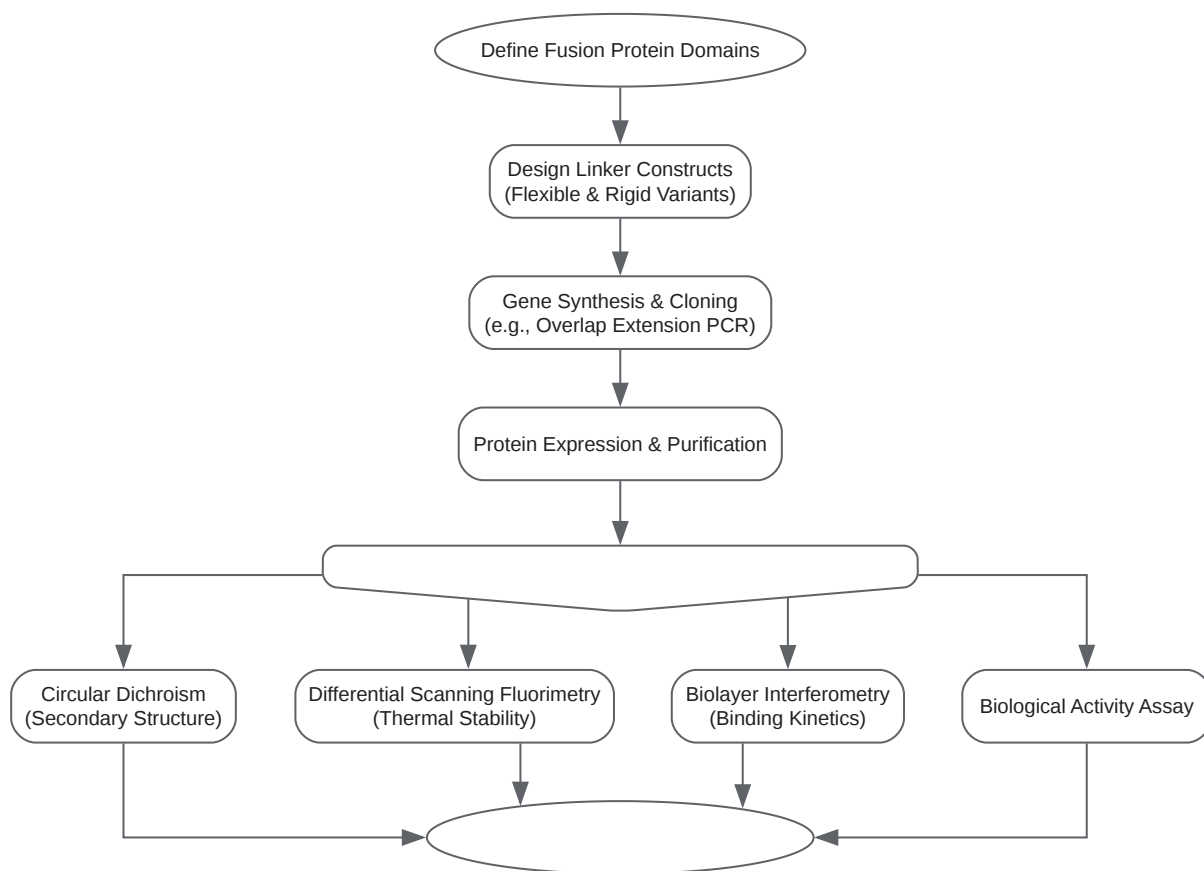 Define Fusion Protein Domains
Design Linker Constructs
(Flexible & Rigid Variants)
Gene Synthesis & Cloning
(e.g., Overlap Extension PCR)
Protein Expression & Purification
Circular Dichroism
(Secondary Structure)
Differential Scanning Fluorimetry
(Thermal Stability)
Biolayer Interferometry
(Binding Kinetics)
Biological Activity Assay